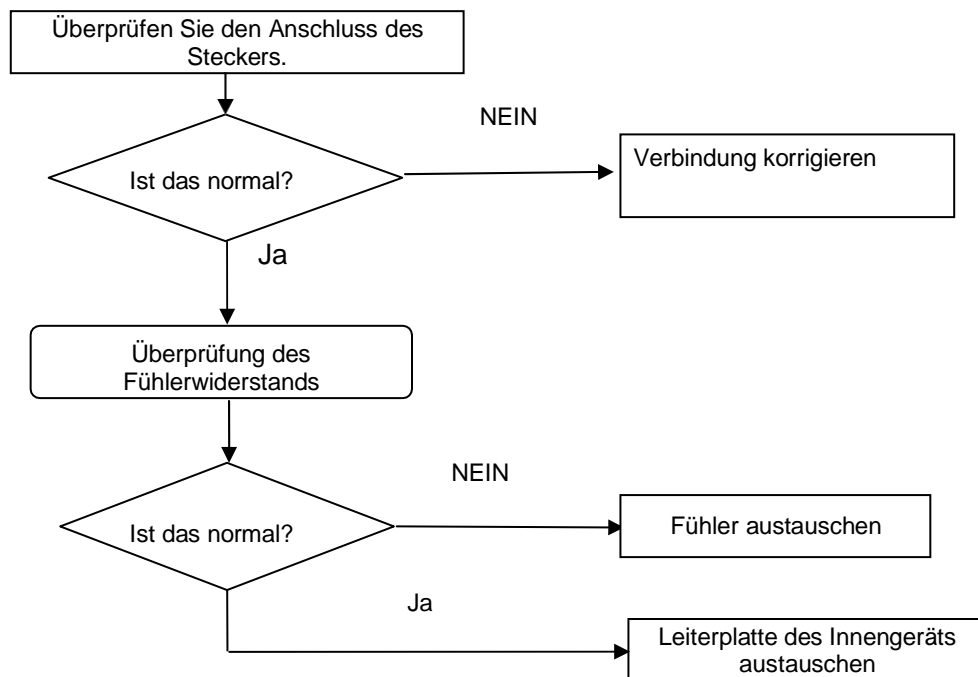 Überprüfen Sie den Anschluss des
Steckers.
NEIN
Ist das normal?
Verbindung korrigieren
Ja
Überprüfung des
Fühlerwiderstands
NEIN
Ist das normal?
Fühler austauschen
Ja
Leiterplatte des Innengeräts
austauschen